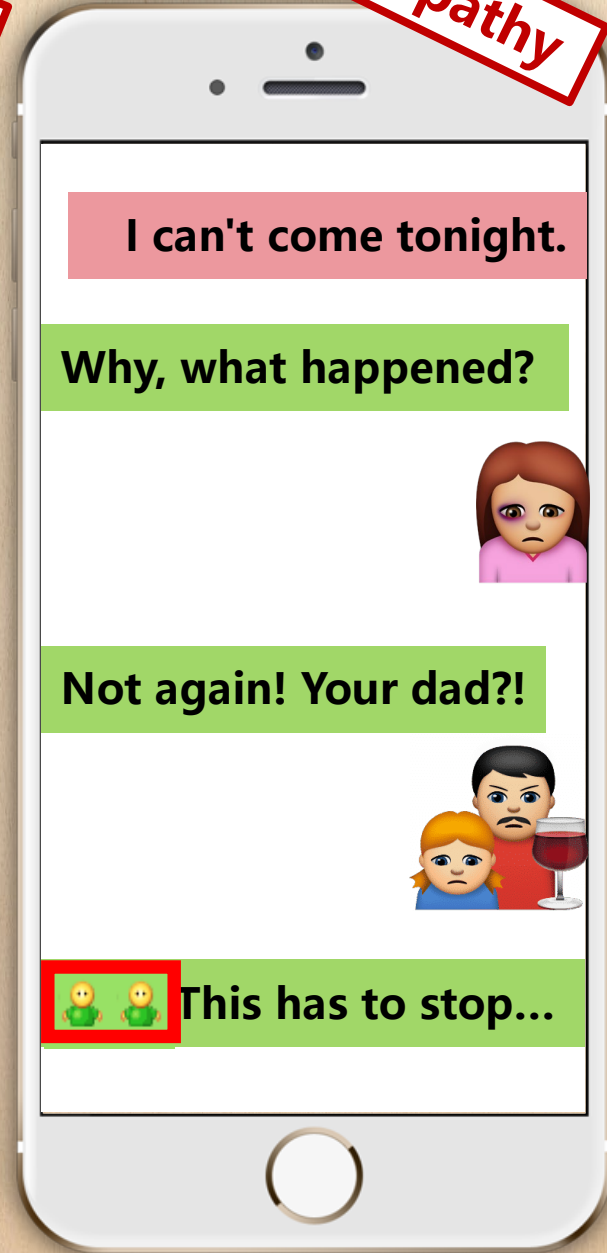 pathy
I can't come tonight.
Why, what happened?
Not again! Your dad?!
This has to stop...